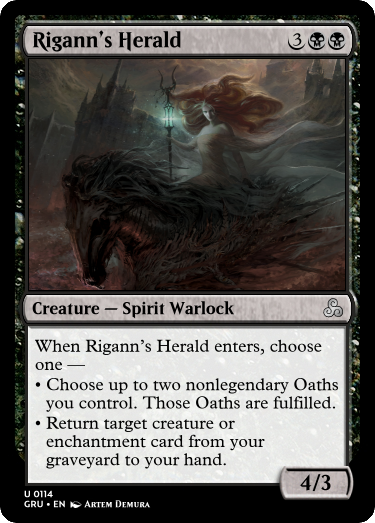 Rigann's Herald 3
Creature — Spirit Warlock
When Rigann's Herald enters, choose
one —
• Choose up to two nonlegendary Oaths
you control. Those Oaths are fulfilled.
• Return target creature or
enchantment card from your
graveyard to your hand.
4/3
U 0114
GRU • EN Artem Demura